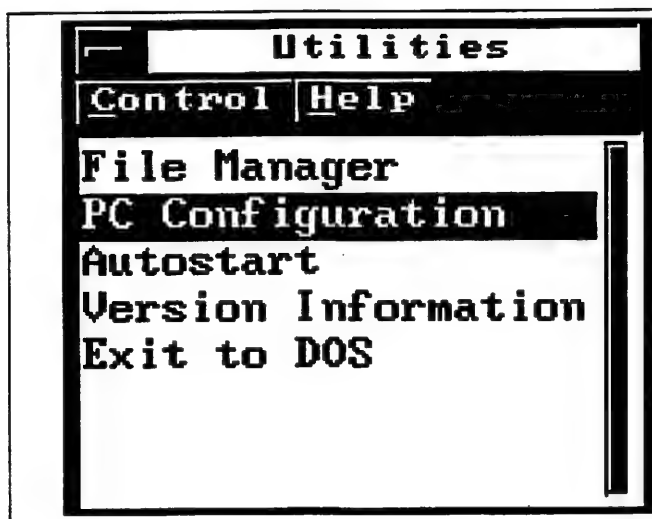 Utilities
Control Help
File Manager
PC Configuration
Autostart
Version Information
Exit to DOS